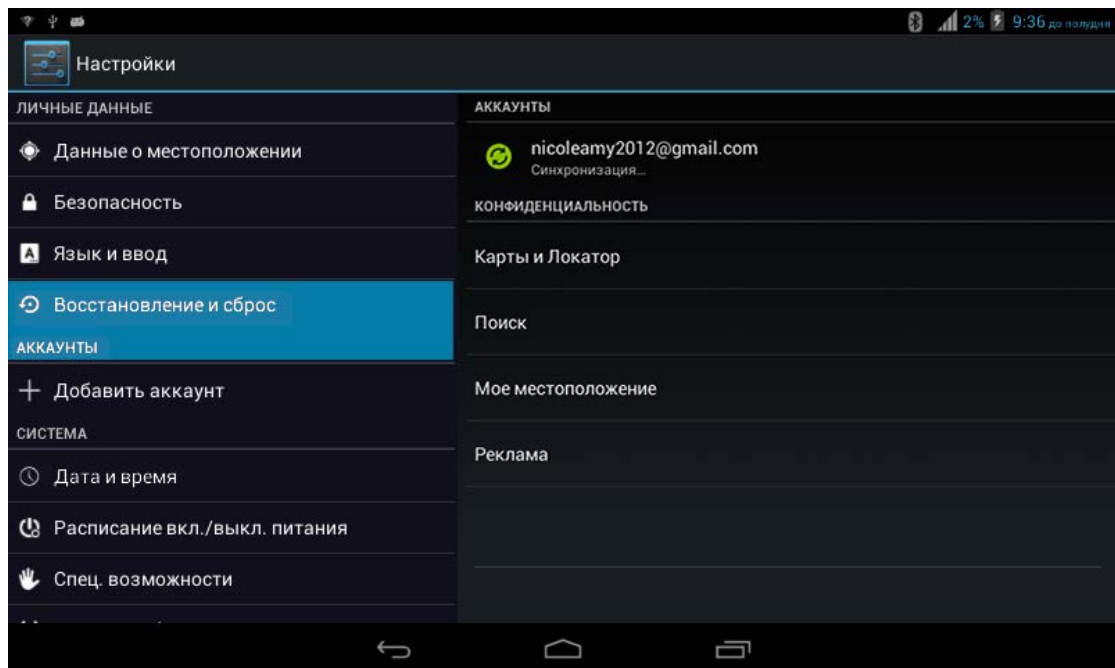 2% 9:36 до полудня
Настройки
ЛИЧНЫЕ ДАННЫЕ
Данные о местоположении
Безопасность
Язык и ввод
Восстановление и сброс
АККАУНТЫ
Добавить аккаунт
СИСТЕМА
Дата и время
Расписание вкл./выкл. питания
Спец. возможности
АККАУНТЫ
nicoleamy2012@gmail.com
Синхронизация...
КОНФИДЕНЦИАЛЬНОСТЬ
Карты и Локатор
Поиск
Мое местоположение
Реклама